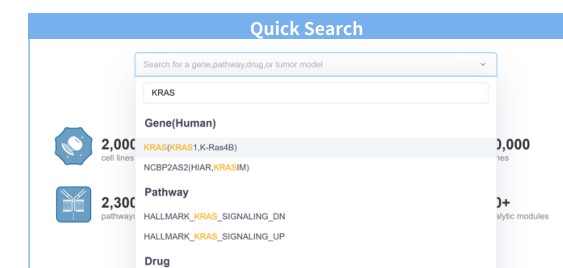 Quick Search
Search for a gene,pathway,drug,or tumor model
KRAS
Gene(Human)
2,000
0,000
cell lines
KRAS(KRAS1,K-Ras4B)
NCBP2AS2(HIAR,KRASIM)
Pathway
2,300
0+
pathways
alytic modules
HALLMARK_KRAS_SIGNALING_DN
HALLMARK_KRAS_SIGNALING_UP
Drug